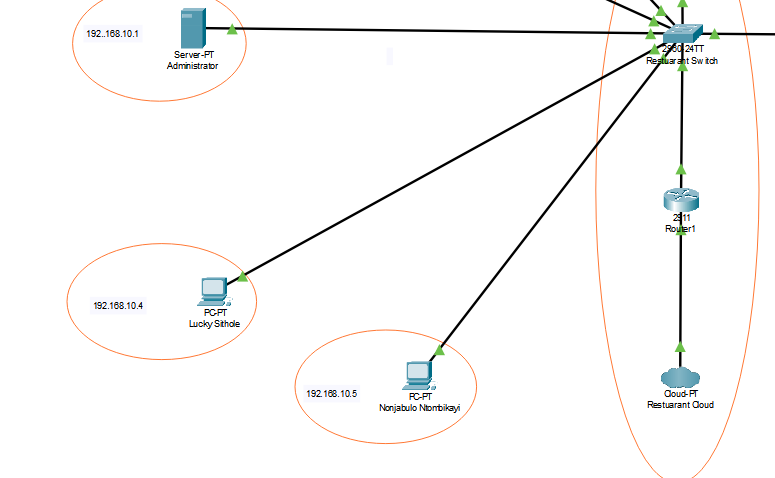 192..168.10.1
Server-PT
Administrator
2960-24TT
Restuarant Switch
2911
Router1
192.168.10.4
PC-PT
Lucky Sithole
192.168.10.5
PC-PT
Nonjabulo Ntombikayi
Cloud-PT
Restuarant Cloud